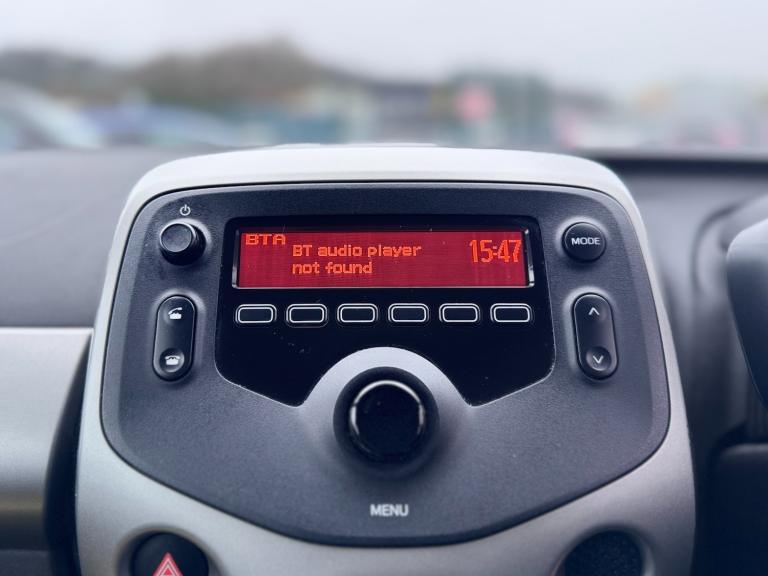 BTA
BT audio player
not found
15:47
MODE
MENU